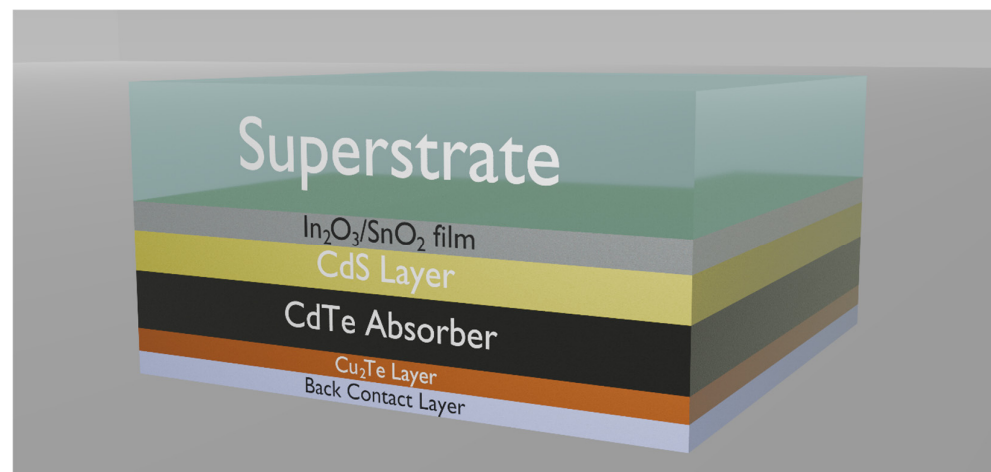 Superstrate
In₂O₃/SnO₂ film
CdS Layer
CdTe Absorber
Cu₂Te Layer
Back Contact Layer